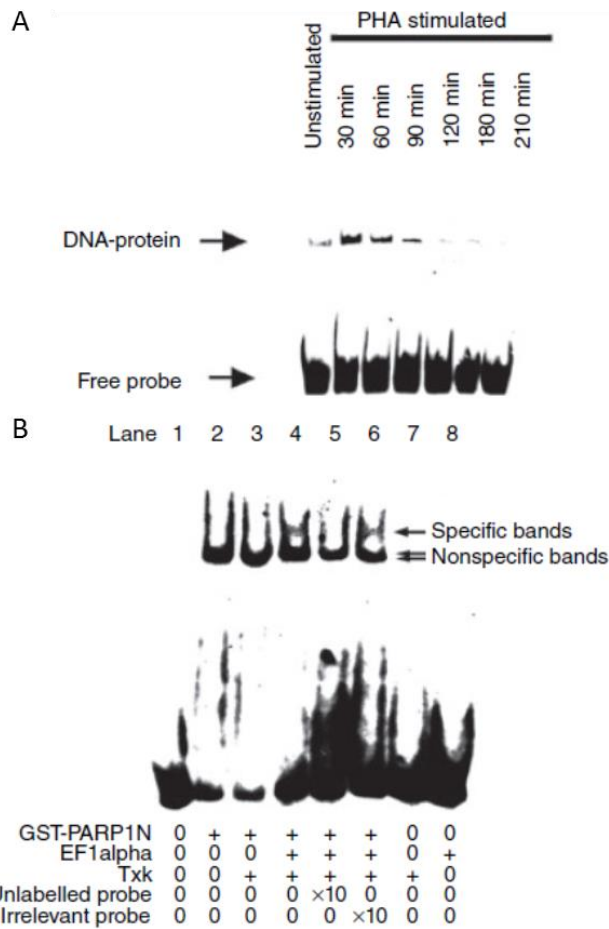 A
PHA stimulated
Unstimulated
30 min
60 min
90 min
120 min
180 min
210 min
DNA-protein
Free probe
B
Lane 1 2 3 4 5 6 7 8
Specific bands
Nonspecific bands
GST-PARP1N 0 + + + + + 0 0
EF1alpha 0 0 0 + + + 0 +
Txk 0 0 + + + + + 0
Unlabelled probe 0 0 0 0 ×10 0 0 0
Irrelevant probe 0 0 0 0 0 ×10 0 0